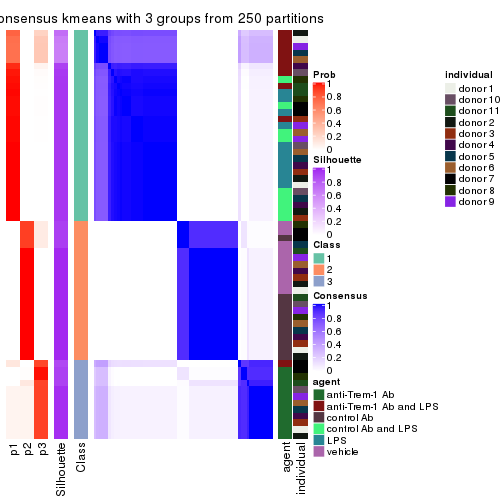 onsensus kmeans with 3 groups from 250 partitions
Prob
1
0.8
0.6
0.4
0.2
0
Silhouette
1
0.8
0.6
0.4
0.2
0
Class
1
2
3
Consensus
1
0.8
0.6
0.4
0.2
0
agent
anti-Trem-1 Ab
anti-Trem-1 Ab and LPS
control Ab
control Ab and LPS
LPS
vehicle
individual
donor 1
donor 10
donor 11
donor 2
donor 3
donor 4
donor 5
donor 6
donor 7
donor 8
donor 9
p1
p2
p3
Silhouette
Class
agent
individual